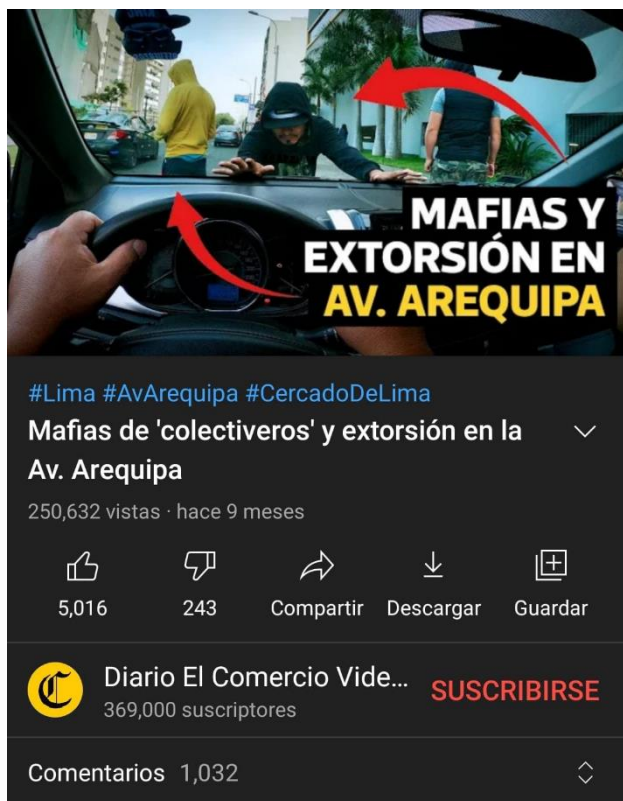 MAFIAS Y
EXTORSIÓN EN
AV. AREQUIPA
#Lima #AvArequipa #CercadoDeLima
Mafias de 'colectiveros' y extorsión en la
Av. Arequipa
250,632 vistas · hace 9 meses
5,016 243 Compartir Descargar Guardar
Diario El Comercio Vide... SUSCRIBIRSE
369,000 suscriptores
Comentarios 1,032